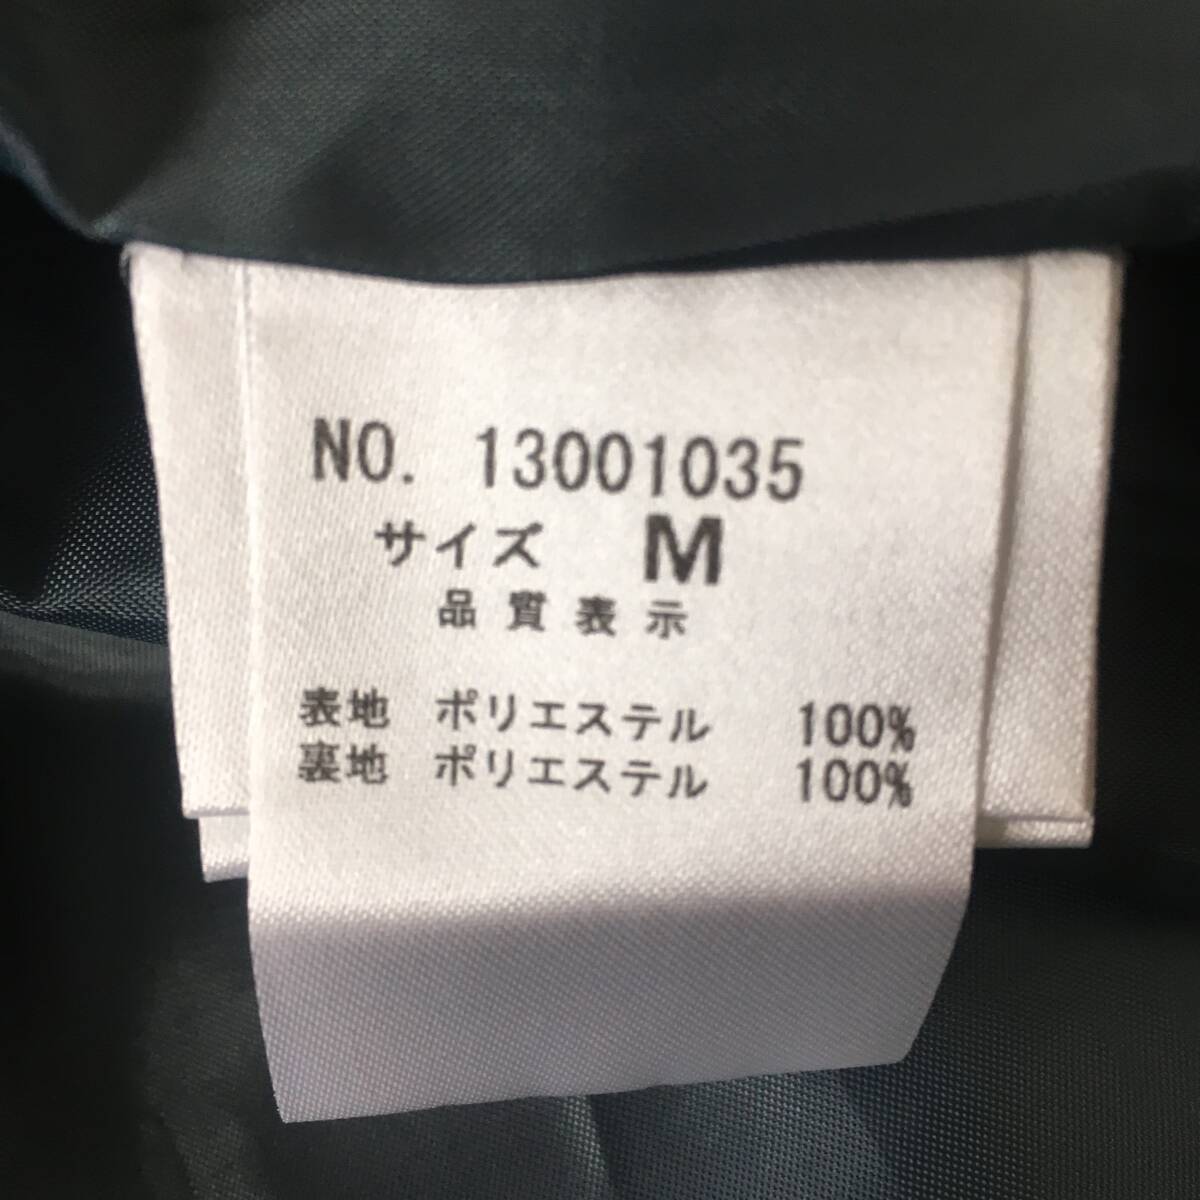 NO. 13001035
サイズ M
品質表示
表地 ポリエステル 100%
裏地 ポリエステル 100%